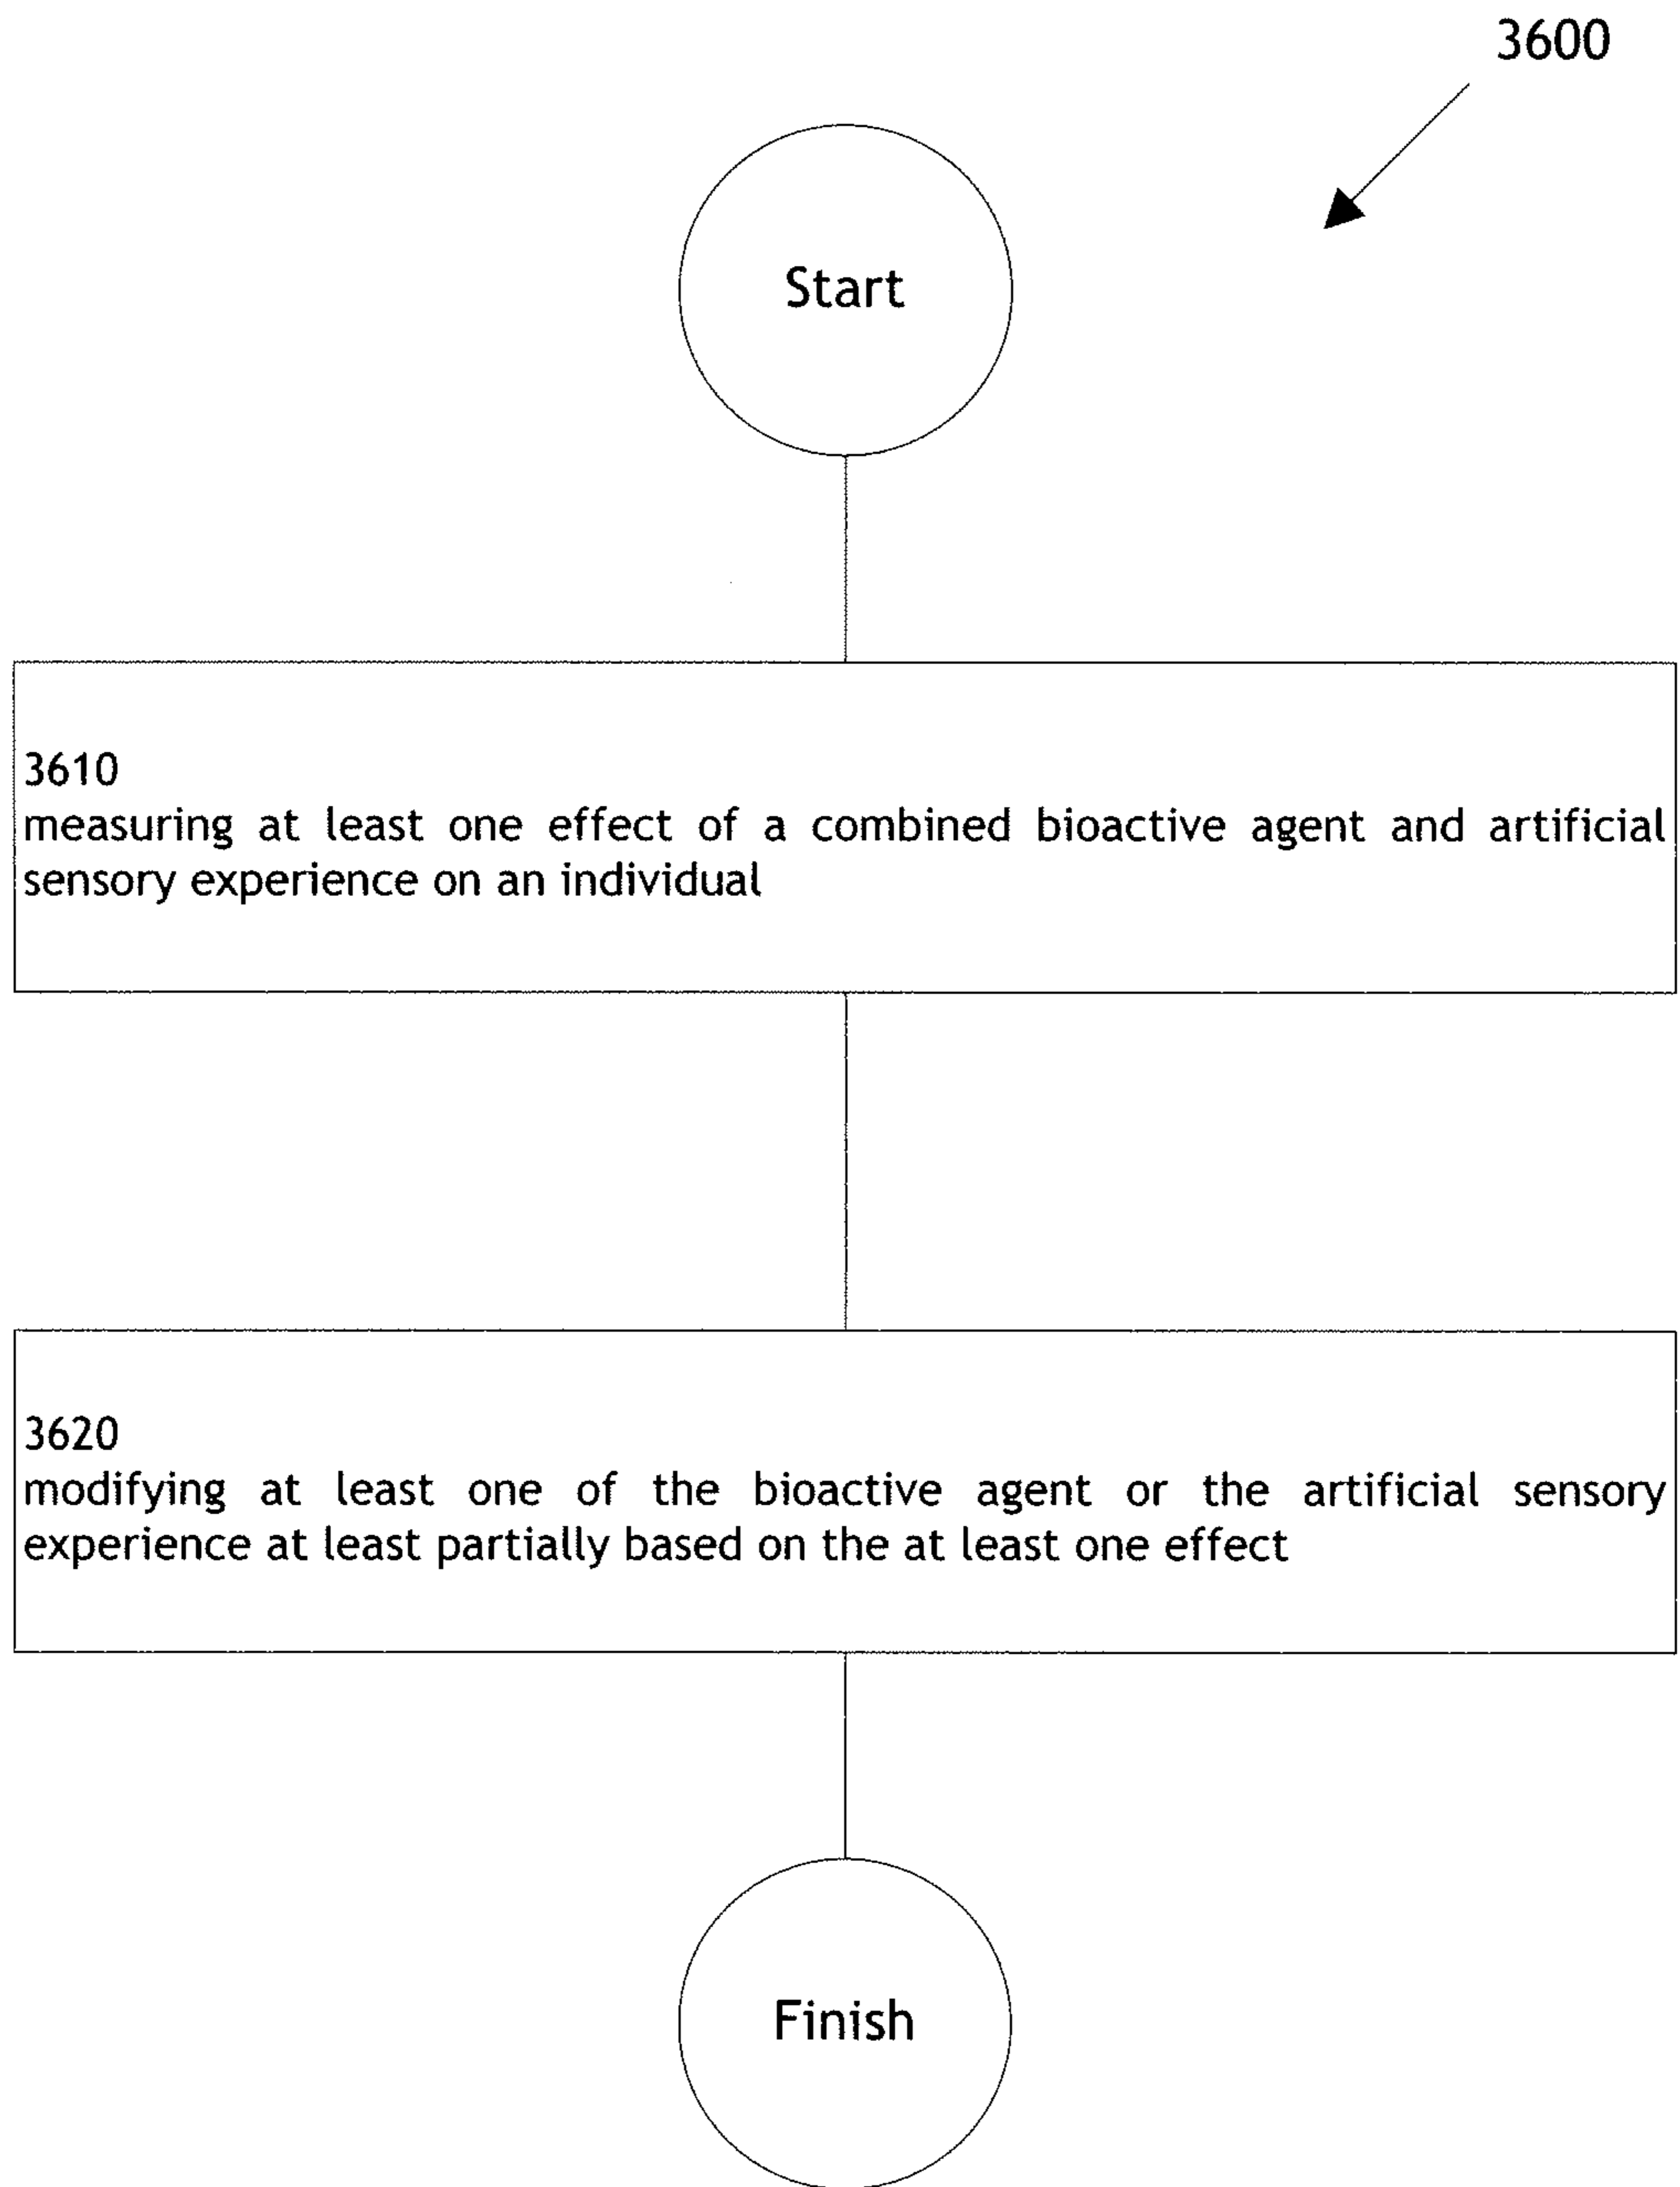 3600
Start
3610
measuring at least one effect of a combined bioactive agent and artificial
sensory experience on an individual
3620
modifying at least one of the bioactive agent or the artificial sensory
experience at least partially based on the at least one effect
Finish